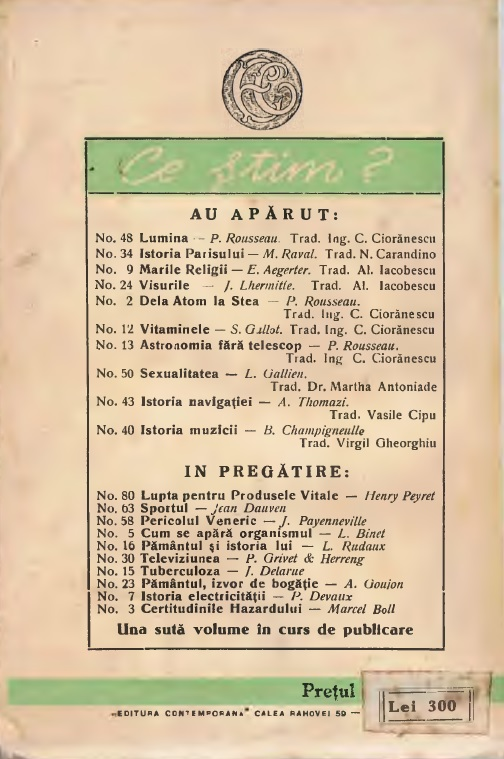 Ce știm?
AU APĂRUT:
No. 48 Lumina — P. Rousseau. Trad. Ing. C. Ciorănescu
No. 34 Istoria Parisului — M. Raval. Trad. N. Carandino
No. 9 Marile Religii — E. Aegerter. Trad. Al. Iacobescu
No. 24 Visurile — J. Lhermitte. Trad. Al. Iacobescu
No. 2 Dela Atom la Stea — P. Rousseau.
Trad. Ing. C. Ciorănescu
No. 12 Vitaminele — S. Gallot. Trad. Ing. C. Ciorănescu
No. 13 Astronomia fără telescop — P. Rousseau.
Trad. Ing C. Ciorănescu
No. 50 Sexualitatea — L. Gallien.
Trad. Dr. Martha Antoniade
No. 43 Istoria navigației — A. Thomazi.
Trad. Vasile Cipu
No. 40 Istoria muzicii — B. Champigneulle
Trad. Virgil Gheorghiu
IN PREGĂTIRE:
No. 80 Lupta pentru Produsele Vitale — Henry Peyret
No. 63 Sportul — Jean Dauven
No. 58 Pericolul Veneric — J. Payenneville
No. 5 Cum se apără organismul — L. Binet
No. 16 Pământul și istoria lui — L. Rudaux
No. 30 Televiziunea — P. Grivet & Herreng
No. 15 Tuberculoza — J. Delarue
No. 23 Pământul, izvor de bogăție — A. Goujon
No. 7 Istoria electricității — P. Devaux
No. 3 Certitudinile Hazardului — Marcel Boll
Una sută volume în curs de publicare
Prețul
Lei 300
„EDITURA CONTEMPORANĂ" CALEA RAHOVEI 59 —